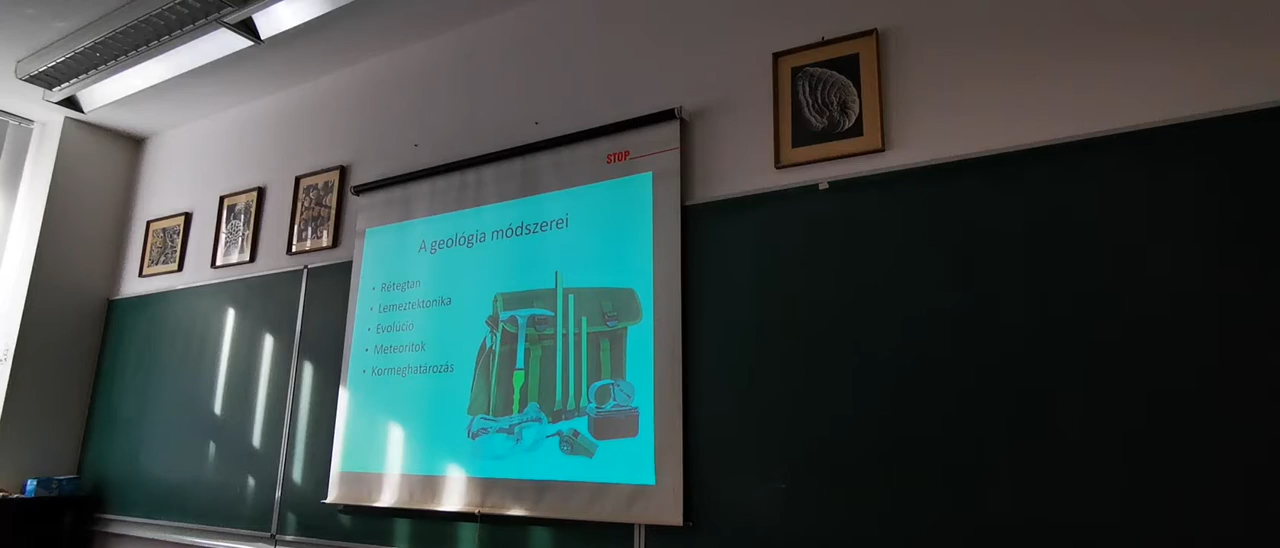 STOP
A geológia módszerei
• Rétegtan
• Lemeztektonika
• Evolúció
• Meteoritok
• Kormeghatározás